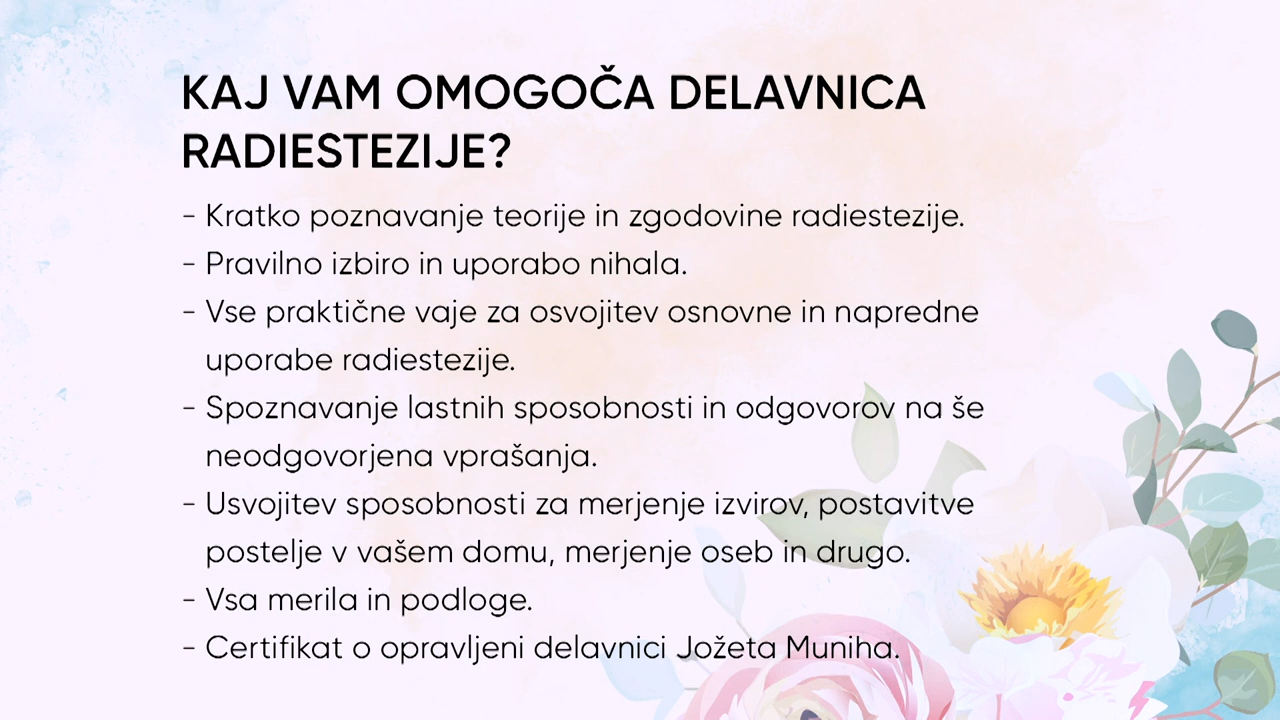 KAJ VAM OMOGOČA DELAVNICA
RADIESTEZIJE?
- Kratko poznavanje teorije in zgodovine radiestezije.
- Pravilno izbiro in uporabo nihala.
- Vse praktične vaje za osvojitev osnovne in napredne
uporabe radiestezije.
- Spoznavanje lastnih sposobnosti in odgovorov na še
neodgovorjena vprašanja.
- Usvojitev sposobnosti za merjenje izvirov, postavitve
postelje v vašem domu, merjenje oseb in drugo.
- Vsa merila in podloge.
- Certifikat o opravljeni delavnici Jožeta Muniha.